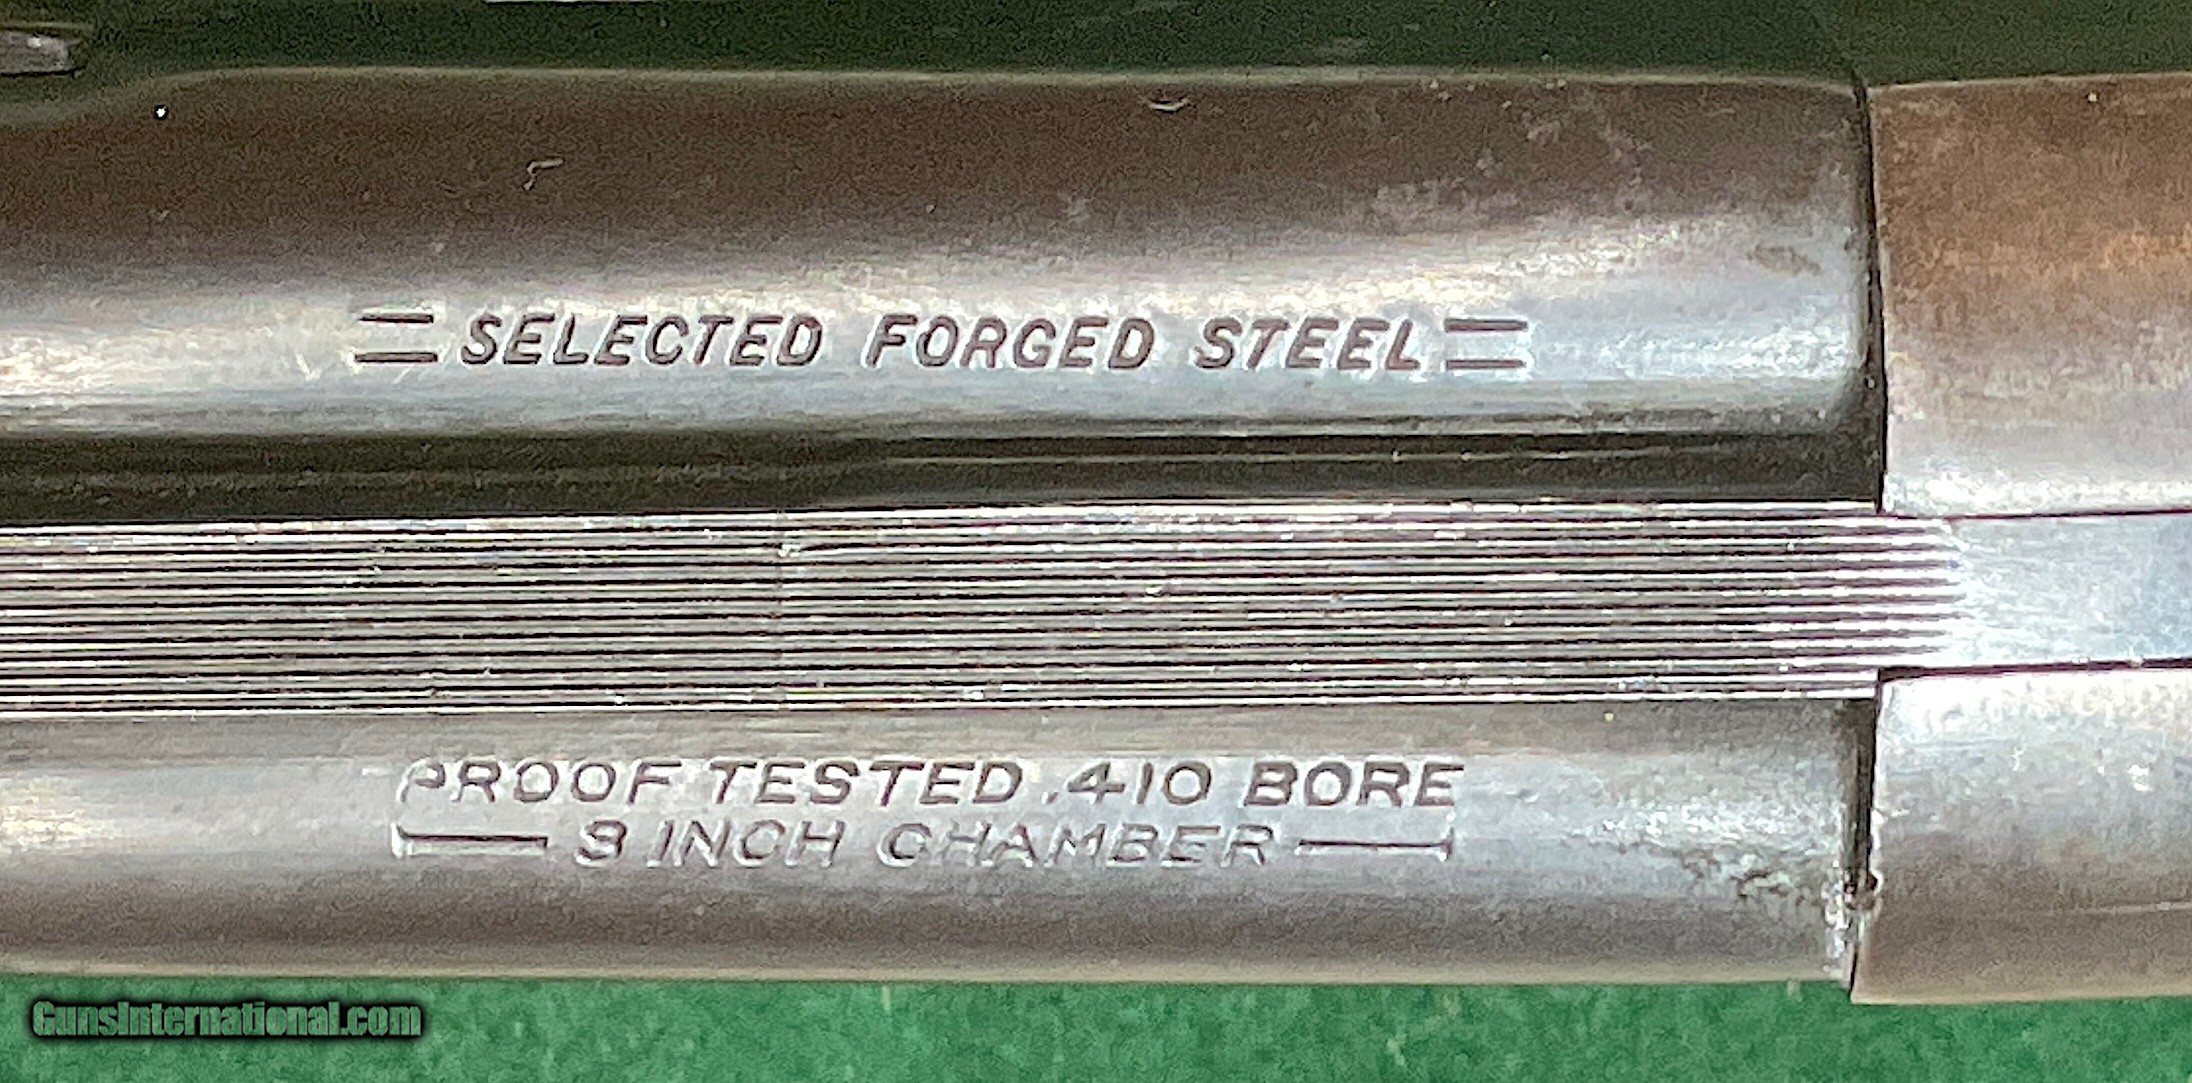 SELECTED FORGED STEEL
PROOF TESTED .410 BORE
3 INCH CHAMBER
GunsInternational.com